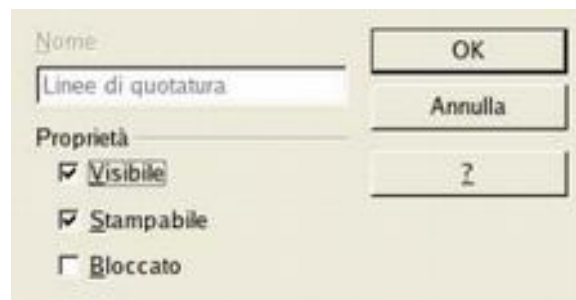 Nome
Linee di quotatura
Proprietà
Visibile
Stampabile
Bloccato
OK
Annulla
?